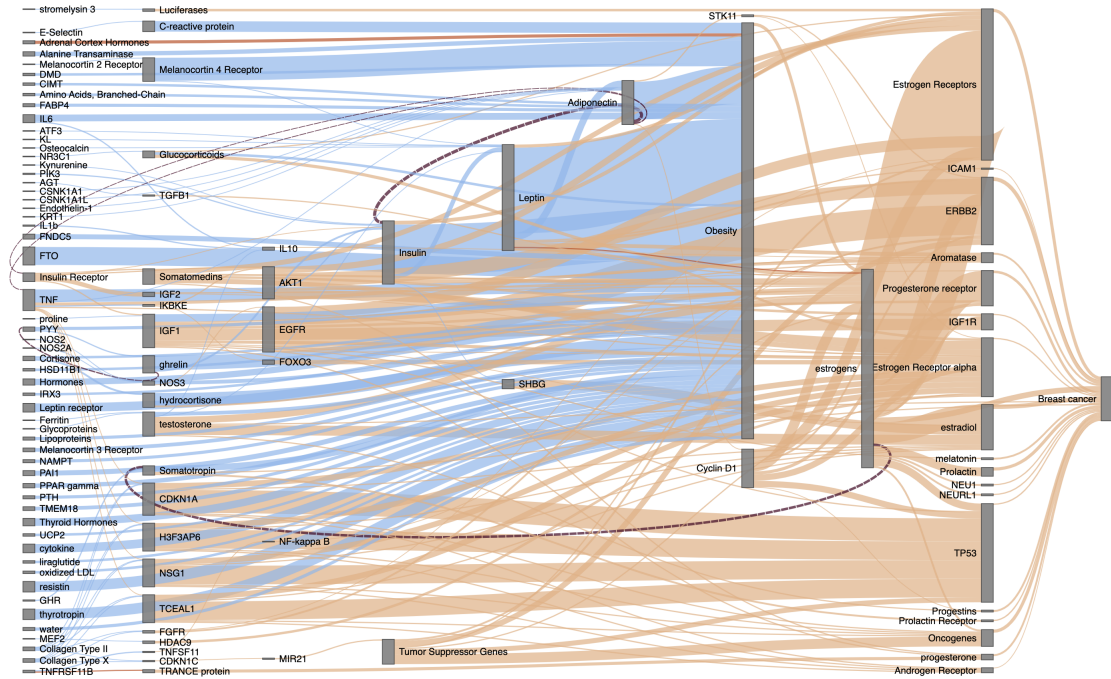 stromelysin 3
E-Selectin
Adrenal Cortex Hormones
Alanine Transaminase
Melanocortin 2 Receptor
DMD
CIMT
Amino Acids, Branched-Chain
FABP4
IL6
ATF3
KL
Osteocalcin
NR3C1
Kynurenine
PIK3
AGT
CSNK1A1
CSNK1A1L
Endothelin-1
KRT1
IL1b
FNDC5
FTO
Insulin Receptor
TNF
proline
PYY
NOS2
NOS2A
Cortisone
HSD11B1
Hormones
IRX3
Leptin receptor
Ferritin
Glycoproteins
Lipoproteins
Melanocortin 3 Receptor
NAMPT
PAI1
PPAR gamma
PTH
TMEM18
Thyroid Hormones
UCP2
cytokine
liraglutide
oxidized LDL
resistin
GHR
thyrotropin
water
MEF2
Collagen Type II
Collagen Type X
TNFRSF11B
Luciferases
C-reactive protein
Melanocortin 4 Receptor
Glucocorticoids
TGFB1
Somatomedins
IGF2
IKBKE
IGF1
ghrelin
NOS3
hydrocortisone
testosterone
Somatotropin
CDKN1A
H3F3AP6
NSG1
TCEAL1
FGFR
HDAC9
TNFSF11
CDKN1C
TRANCE protein
IL10
AKT1
EGFR
FOXO3
NF-kappa B
MIR21
Insulin
Tumor Suppressor Genes
Leptin
SHBG
Adiponectin
STK11
Obesity
Cyclin D1
estrogens
Estrogen Receptors
ICAM1
ERBB2
Aromatase
Progesterone receptor
IGF1R
Estrogen Receptor alpha
estradiol
melatonin
Prolactin
NEU1
NEURL1
TP53
Progestins
Prolactin Receptor
Oncogenes
progesterone
Androgen Receptor
Breast cancer